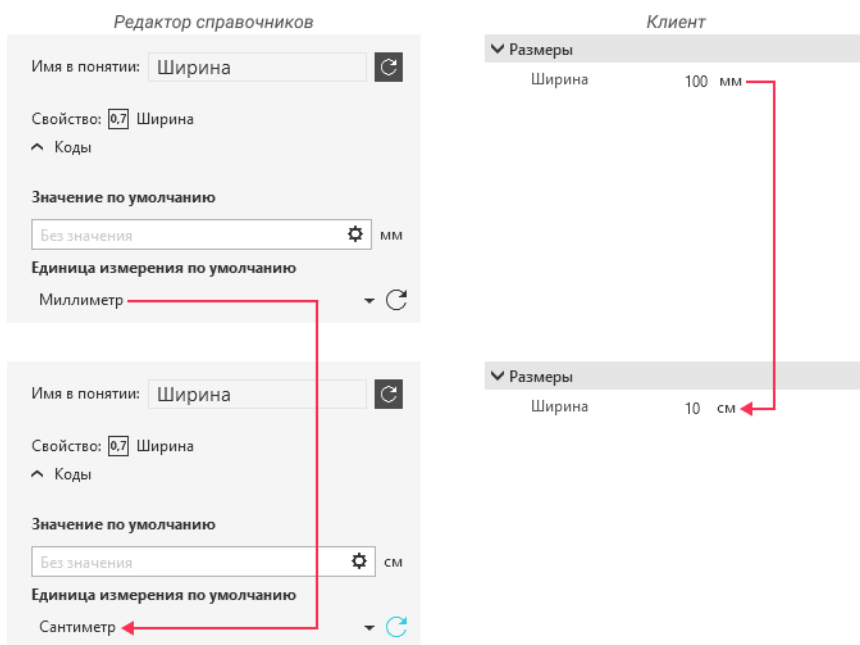 Редактор справочников
Клиент
Имя в понятии: Ширина
Свойство: 0,7 Ширина
Коды
Значение по умолчанию
Без значения мм
Единица измерения по умолчанию
Миллиметр
Размеры
Ширина 100 мм
Имя в понятии: Ширина
Свойство: 0,7 Ширина
Коды
Значение по умолчанию
Без значения см
Единица измерения по умолчанию
Сантиметр
Размеры
Ширина 10 см